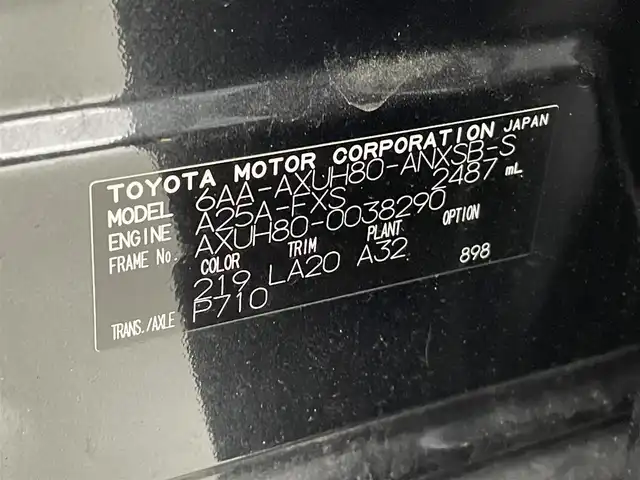 TOYOTA MOTOR CORPORATION JAPAN
MODEL 6AA-AXUH80-ANXSB-S
ENGINE A25A-FXS 2487 mL
FRAME No. AXUH80-0038290
COLOR TRIM PLANT OPTION
219 LA20 A32 898
TRANS./AXLE P710